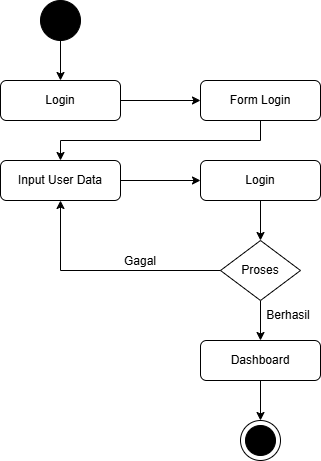 Login
Form Login
Input User Data
Login
Proses
Gagal
Berhasil
Dashboard